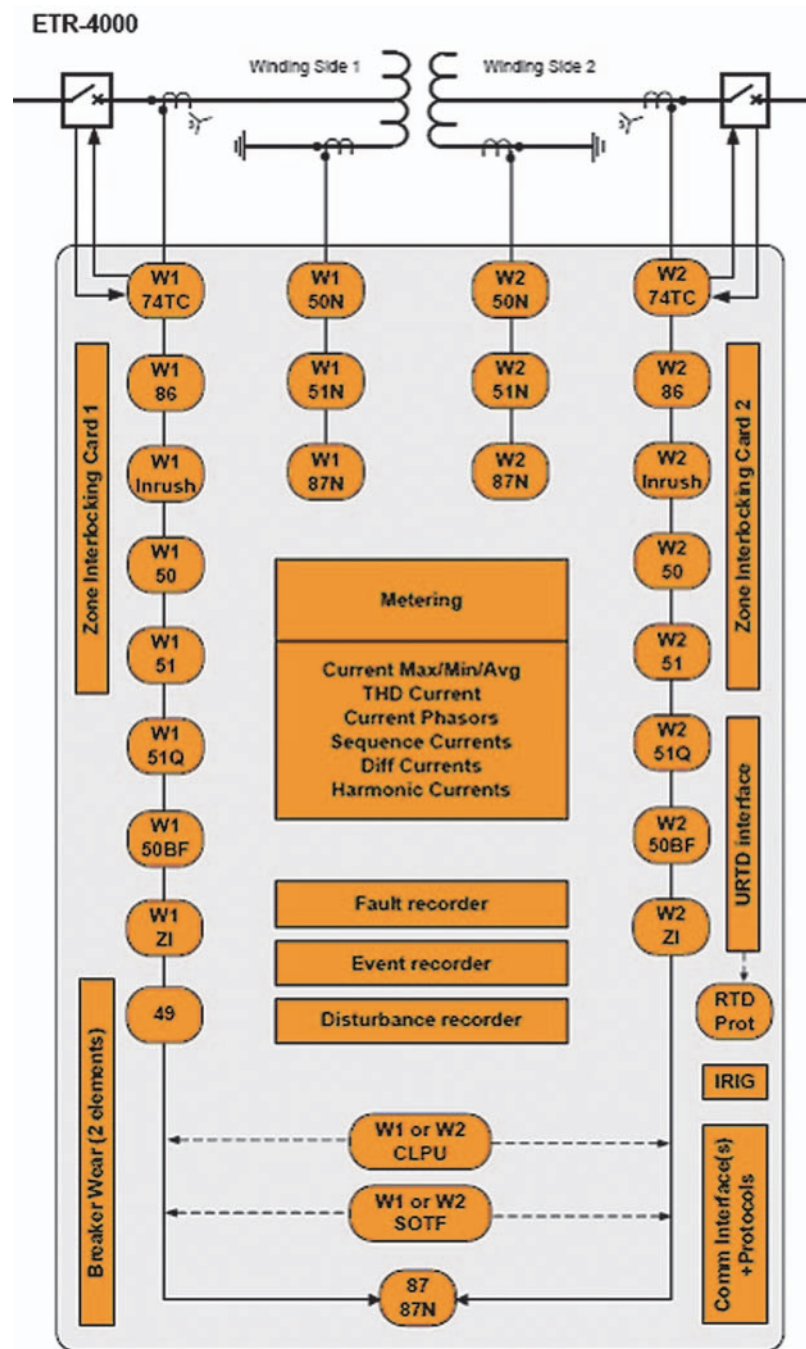 ETR-4000
Winding Side 1
Winding Side 2
W1
74TC
W1
50N
W2
50N
W2
74TC
Zone Interlocking Card 1
W1
86
W1
51N
W2
51N
W2
86
Zone Interlocking Card 2
W1
Inrush
W1
87N
W2
87N
W2
Inrush
W1
50
W2
50
Metering
W1
51
W2
51
Current Max/Min/Avg
THD Current
Current Phasors
Sequence Currents
Diff Currents
Harmonic Currents
W1
51Q
W2
51Q
URTD interface
W1
50BF
W2
50BF
Fault recorder
W1
ZI
W2
ZI
Event recorder
Breaker Wear (2 elements)
49
Disturbance recorder
RTD
Prot
IRIG
W1 or W2
CLPU
Comm Interface(s)
+Protocols
W1 or W2
SOTF
87
87N